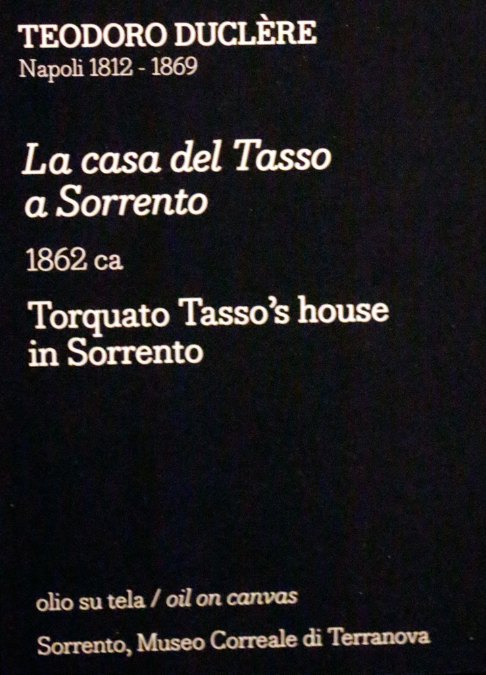 TEODORO DUCLÈRE
Napoli 1812 - 1869
La casa del Tasso
a Sorrento
1862 ca
Torquato Tasso's house
in Sorrento
olio su tela / oil on canvas
Sorrento, Museo Correale di Terranova